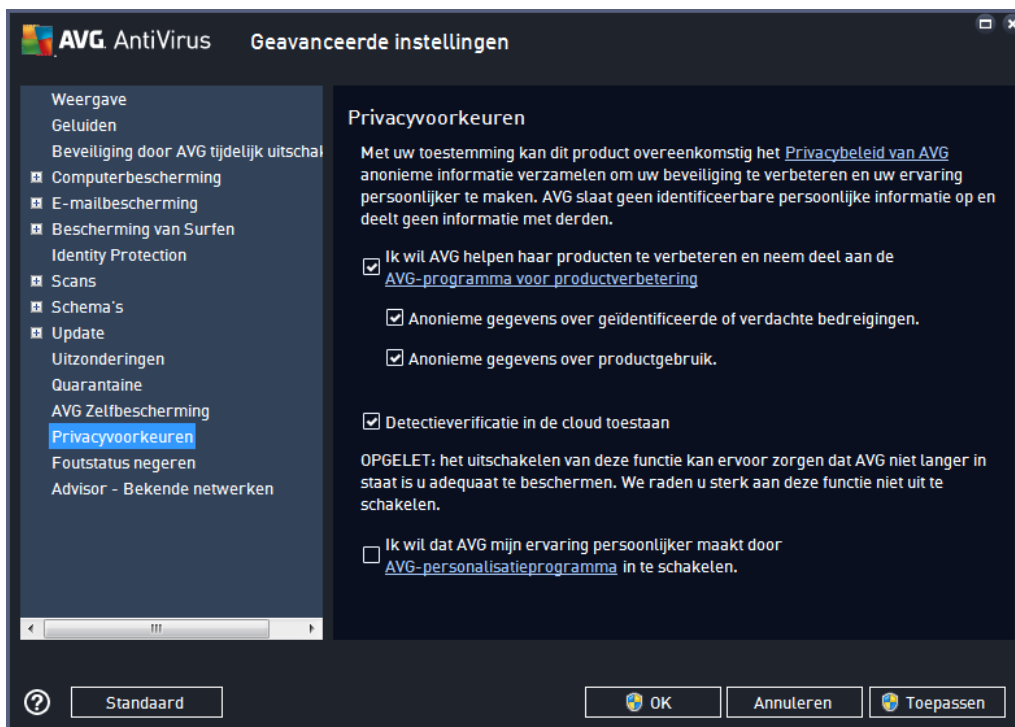 AVG. AntiVirus Geavanceerde instellingen
Weergave
Geluiden
Beveiliging door AVG tijdelijk uitschak
Computerbescherming
E-mailbescherming
Bescherming van Surfen
Identity Protection
Scans
Schema's
Update
Uitzonderingen
Quarantaine
AVG Zelfbescherming
Privacyvoorkeuren
Foutstatus negeren
Advisor - Bekende netwerken
Privacyvoorkeuren
Met uw toestemming kan dit product overeenkomstig het Privacybeleid van AVG
anonieme informatie verzamelen om uw beveiliging te verbeteren en uw ervaring
persoonlijker te maken. AVG slaat geen identificeerbare persoonlijke informatie op en
deelt geen informatie met derden.
Ik wil AVG helpen haar producten te verbeteren en neem deel aan de
AVG-programma voor productverbetering
Anonieme gegevens over geïdentificeerde of verdachte bedreigingen.
Anonieme gegevens over productgebruik.
Detectieverificatie in de cloud toestaan
OPGELET: het uitschakelen van deze functie kan ervoor zorgen dat AVG niet langer in
staat is u adequaat te beschermen. We raden u sterk aan deze functie niet uit te
schakelen.
Ik wil dat AVG mijn ervaring persoonlijker maakt door
AVG-personalisatieprogramma in te schakelen.
? Standaard OK Annuleren Toepassen